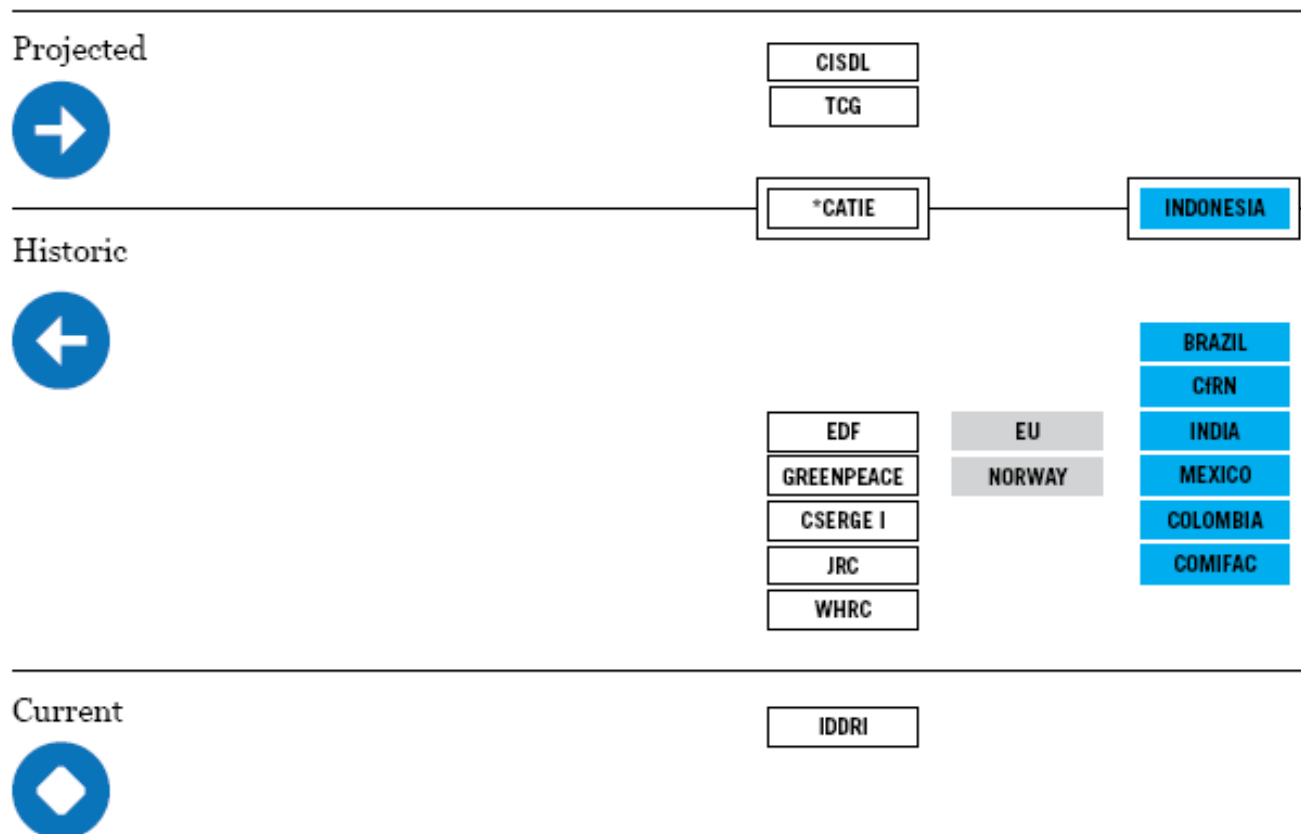 Projected
CISDL
TCG
*CATIE
INDONESIA
Historic
BRAZIL
CfRN
EDF
EU
INDIA
GREENPEACE
NORWAY
MEXICO
CSERGE I
COLOMBIA
JRC
COMIFAC
WHRC
Current
IDDRI